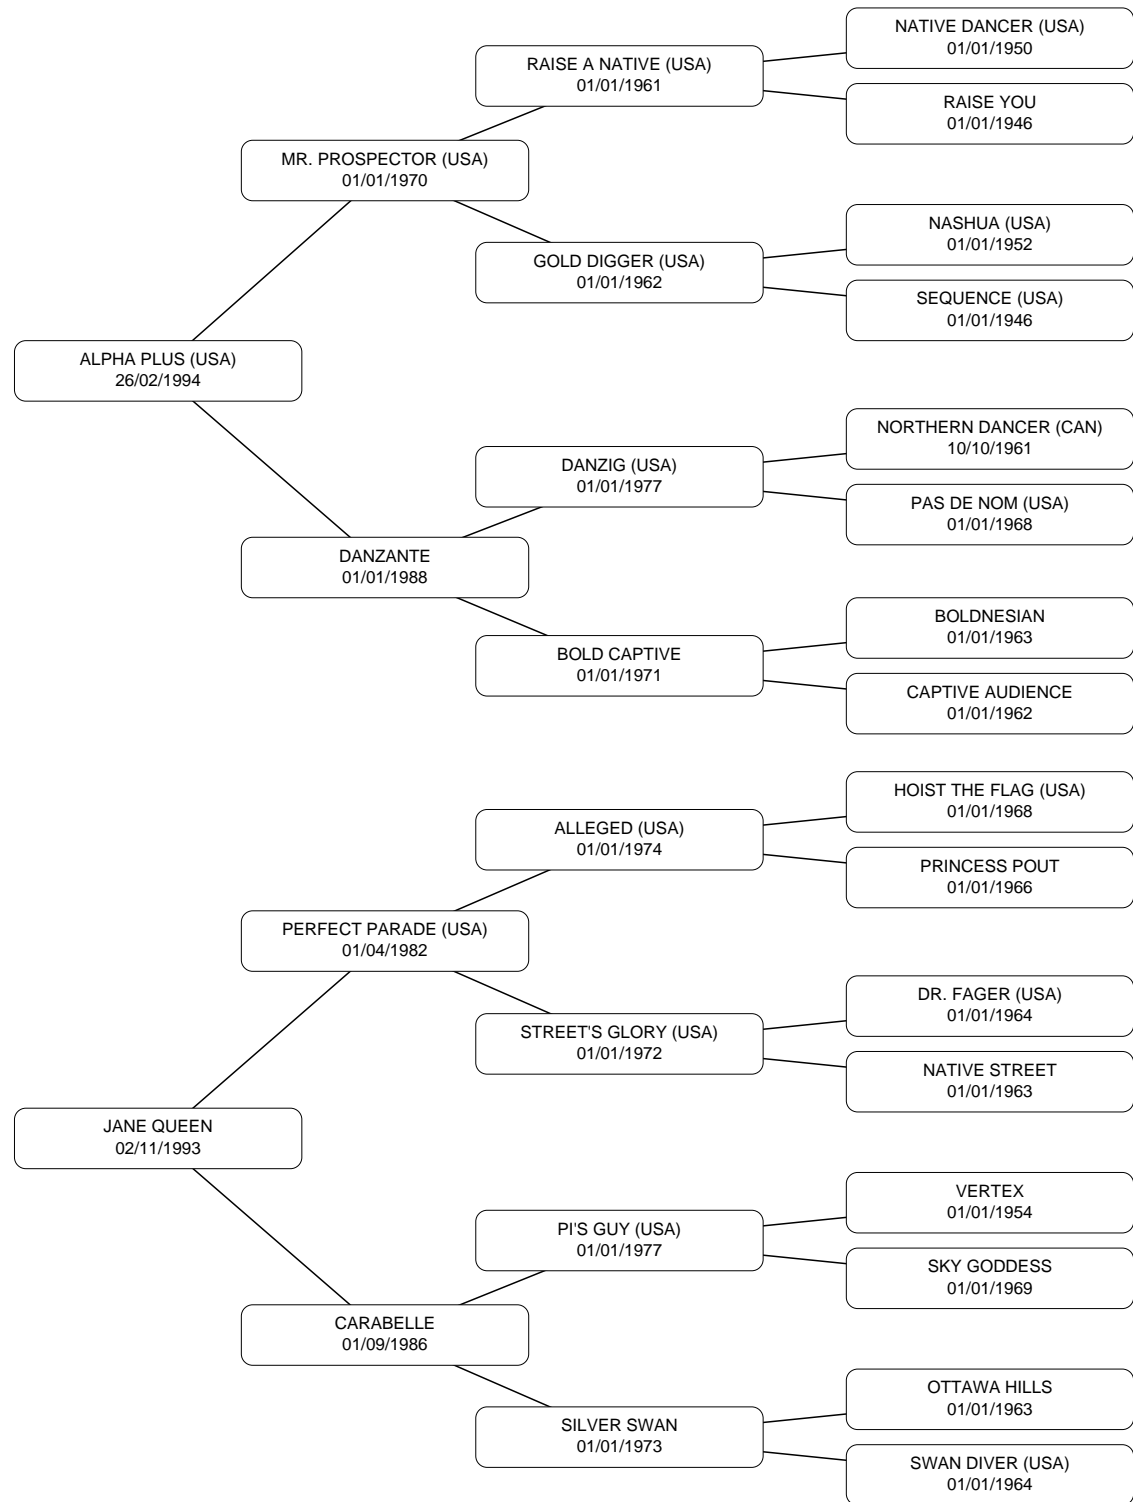 NATIVE DANCER (USA)
01/01/1950
RAISE A NATIVE (USA)
01/01/1961
RAISE YOU
01/01/1946
MR. PROSPECTOR (USA)
01/01/1970
NASHUA (USA)
01/01/1952
GOLD DIGGER (USA)
01/01/1962
SEQUENCE (USA)
01/01/1946
ALPHA PLUS (USA)
26/02/1994
NORTHERN DANCER (CAN)
10/10/1961
DANZIG (USA)
01/01/1977
PAS DE NOM (USA)
01/01/1968
DANZANTE
01/01/1988
BOLDNESIAN
01/01/1963
BOLD CAPTIVE
01/01/1971
CAPTIVE AUDIENCE
01/01/1962
HOIST THE FLAG (USA)
01/01/1968
ALLEGED (USA)
01/01/1974
PRINCESS POUT
01/01/1966
PERFECT PARADE (USA)
01/04/1982
DR. FAGER (USA)
01/01/1964
STREET'S GLORY (USA)
01/01/1972
NATIVE STREET
01/01/1963
JANE QUEEN
02/11/1993
VERTEX
01/01/1954
PI'S GUY (USA)
01/01/1977
SKY GODDESS
01/01/1969
CARABELLE
01/09/1986
OTTAWA HILLS
01/01/1963
SILVER SWAN
01/01/1973
SWAN DIVER (USA)
01/01/1964